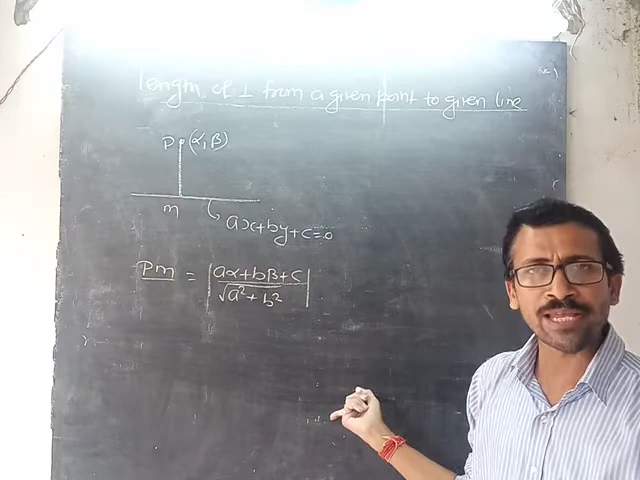 length of ⊥ from a given point to given line
P (α, β)
m
ax+by+c=0
Pm = |aα+bβ+c / √a²+b²|